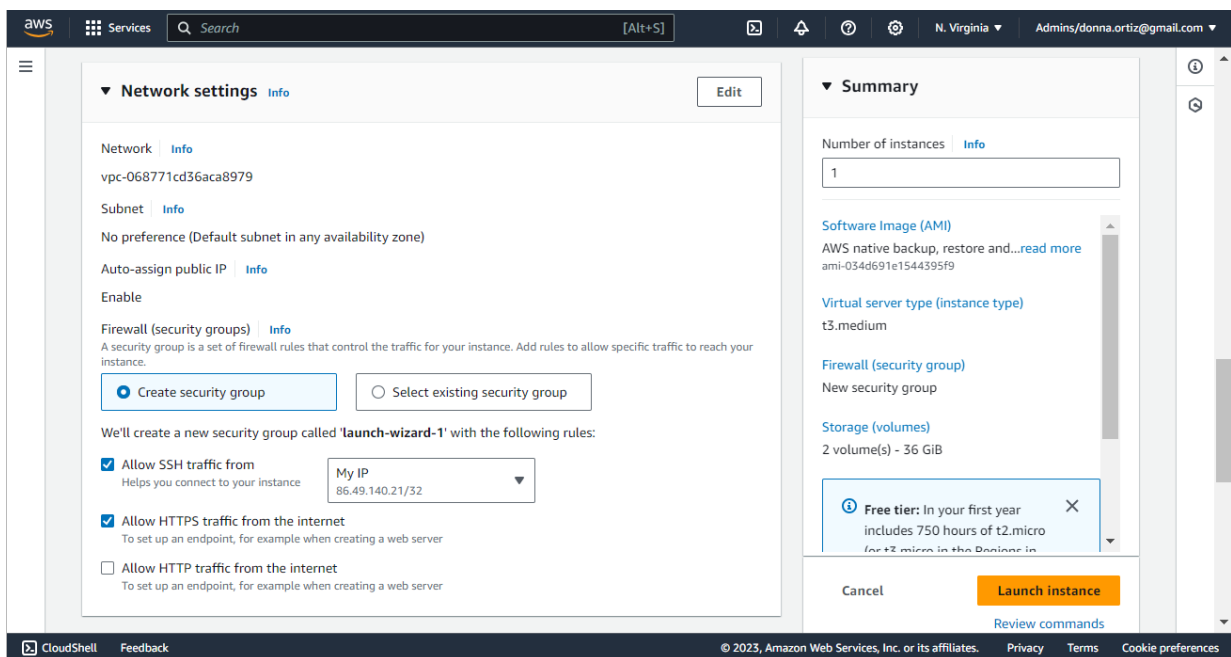 aws
Services
Search
[Alt+S]
N. Virginia
Admins/donna.ortiz@gmail.com
Network settings Info
Edit
Network Info
vpc-068771cd36aca8979
Subnet Info
No preference (Default subnet in any availability zone)
Auto-assign public IP Info
Enable
Firewall (security groups) Info
A security group is a set of firewall rules that control the traffic for your instance. Add rules to allow specific traffic to reach your
instance.
Create security group
Select existing security group
We'll create a new security group called 'launch-wizard-1' with the following rules:
Allow SSH traffic from
Helps you connect to your instance
My IP
86.49.140.21/32
Allow HTTPS traffic from the internet
To set up an endpoint, for example when creating a web server
Allow HTTP traffic from the internet
To set up an endpoint, for example when creating a web server
Summary
Number of instances Info
1
Software Image (AMI)
AWS native backup, restore and...read more
ami-034d691e1544395f9
Virtual server type (instance type)
t3.medium
Firewall (security group)
New security group
Storage (volumes)
2 volume(s) - 36 GiB
Free tier: In your first year
includes 750 hours of t2.micro
(or t3.micro in the Regions in
Cancel
Launch instance
Review commands
CloudShell
Feedback
© 2023, Amazon Web Services, Inc. or its affiliates.
Privacy
Terms
Cookie preferences